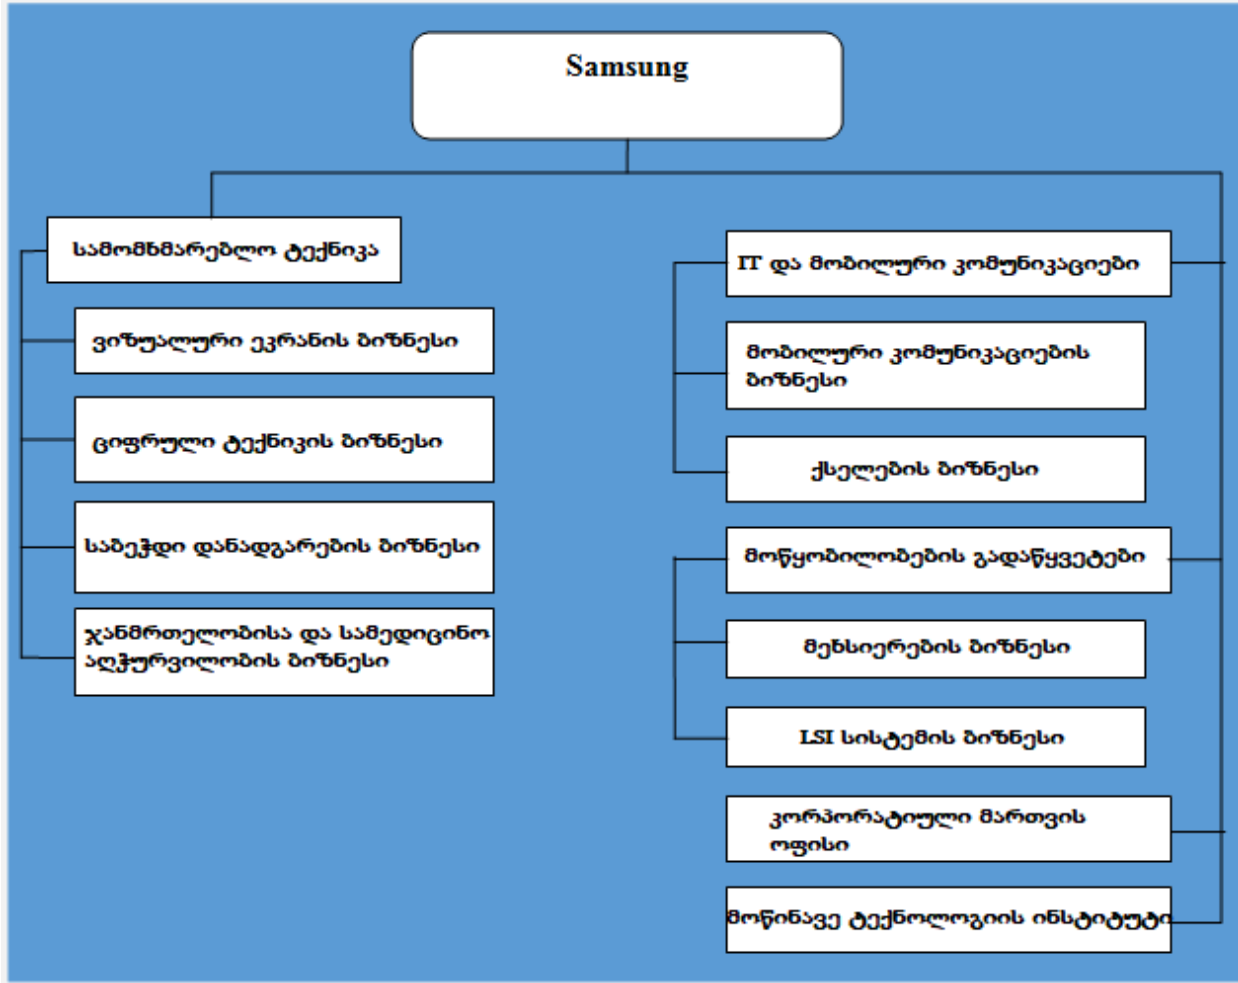 Samsung
სამომხმარებლო ტექნიკა
ვიზუალური ეკრანის ბიზნესი
ციფრული ტექნიკის ბიზნესი
საბეჭდი დანადგარების ბიზნესი
ჯანმრთელობისა და სამედიცინო
აღჭურვილობის ბიზნესი
IT და მობილური კომუნიკაციები
მობილური კომუნიკაციების
ბიზნესი
ქსელების ბიზნესი
მოწყობილობების გადაწყვეტები
მეხსიერების ბიზნესი
LSI სისტემის ბიზნესი
კორპორატიული მართვის
ოფისი
მოწინავე ტექნოლოგიის ინსტიტუტი